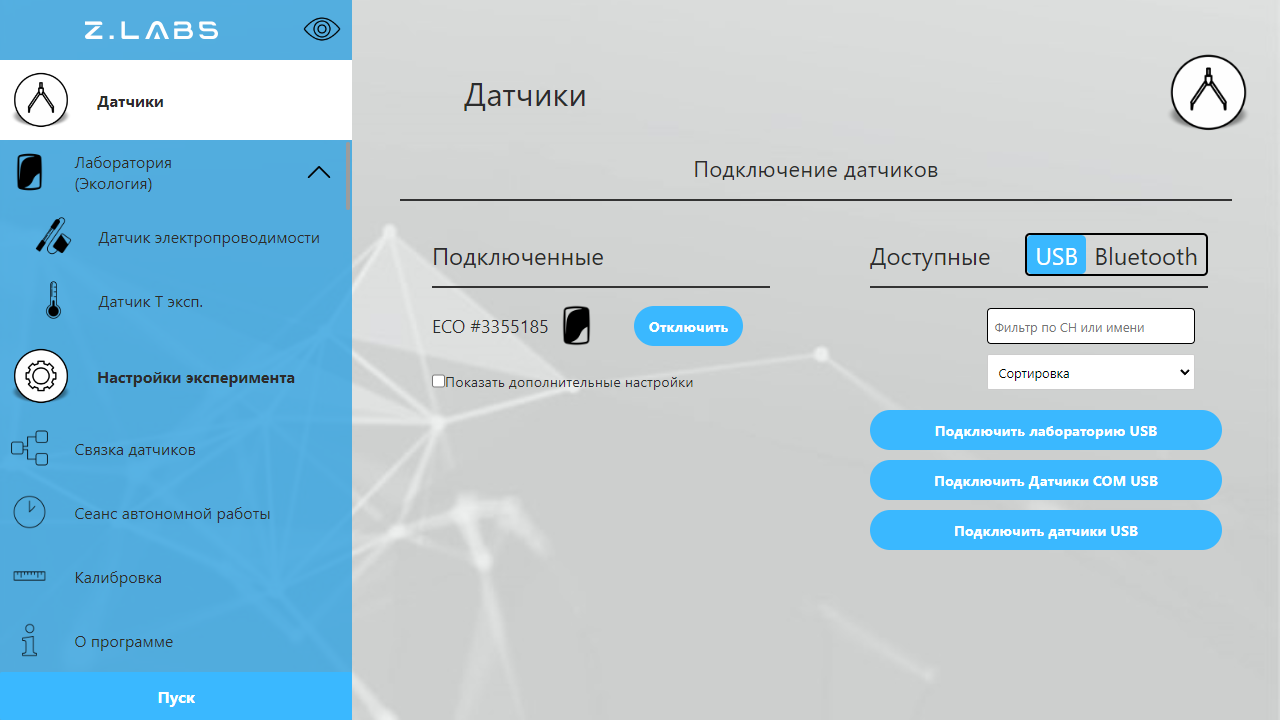 Z.LABS
Датчики
Лаборатория
(Экология)
Датчик электропроводимости
Датчик Т эксп.
Настройки эксперимента
Связка датчиков
Сеанс автономной работы
Калибровка
О программе
Пуск
Датчики
Подключение датчиков
Подключенные
ECO #3355185
Отключить
Показать дополнительные настройки
Доступные
USB Bluetooth
Фильтр по СН или имени
Сортировка
Подключить лабораторию USB
Подключить Датчики COM USB
Подключить датчики USB